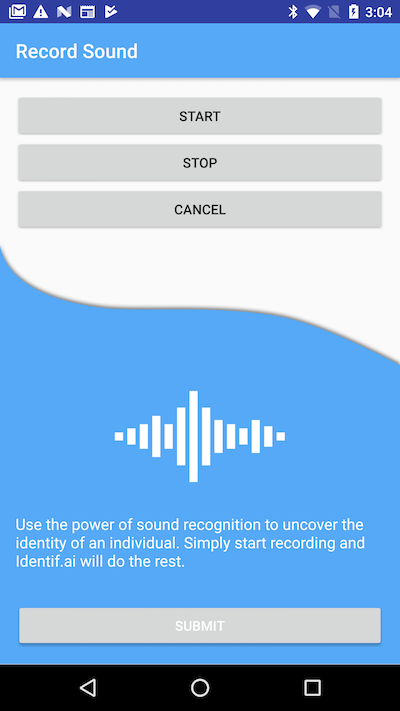 3:04
Record Sound
START
STOP
CANCEL
Use the power of sound recognition to uncover the
identity of an individual. Simply start recording and
Identif.ai will do the rest.
SUBMIT